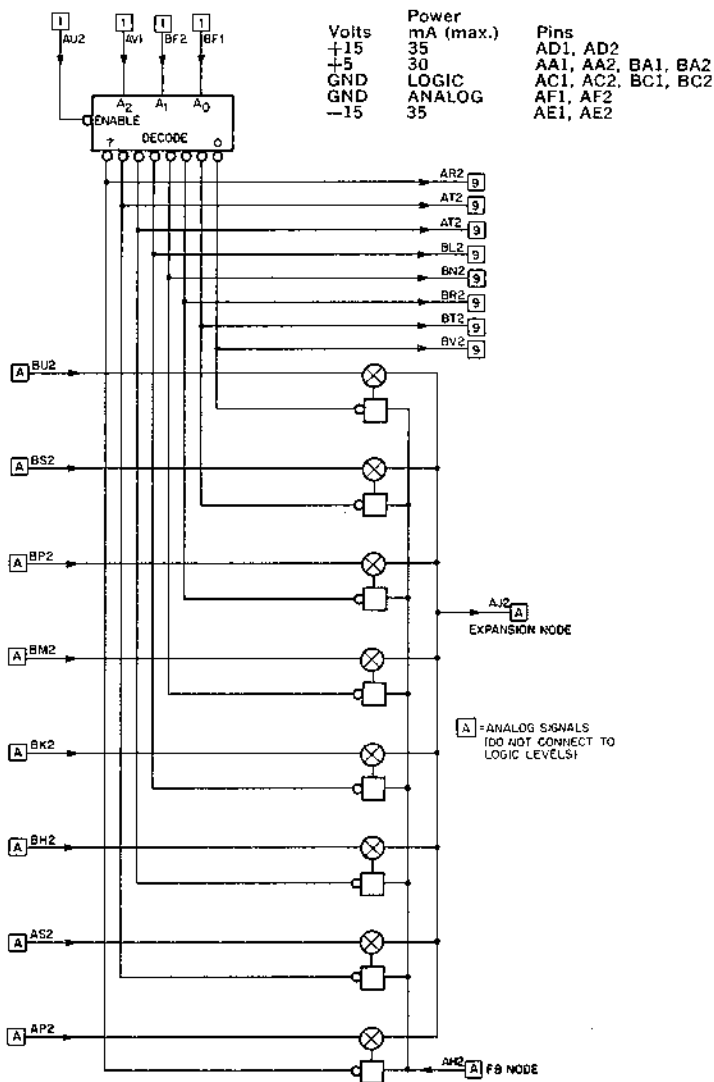 1 1 1 1
AU2 AV1 BF2 BF1
A2 A1 A0
ENABLE
DECODE
7 0
Power
Volts mA (max.) Pins
+15 35 AD1, AD2
+5 30 AA1, AA2, BA1, BA2
GND LOGIC AC1, AC2, BC1, BC2
GND ANALOG AF1, AF2
−15 35 AE1, AE2
AR2 9
AT2 9
AT2 9
BL2 9
BN2 9
BR2 9
BT2 9
BV2 9
A BU2
A BS2
A BP2
AJ2 A
EXPANSION NODE
A BM2
A =ANALOG SIGNALS
(DO NOT CONNECT TO
LOGIC LEVELS)
A BK2
A BH2
A AS2
A AP2
AH2 A FB NODE